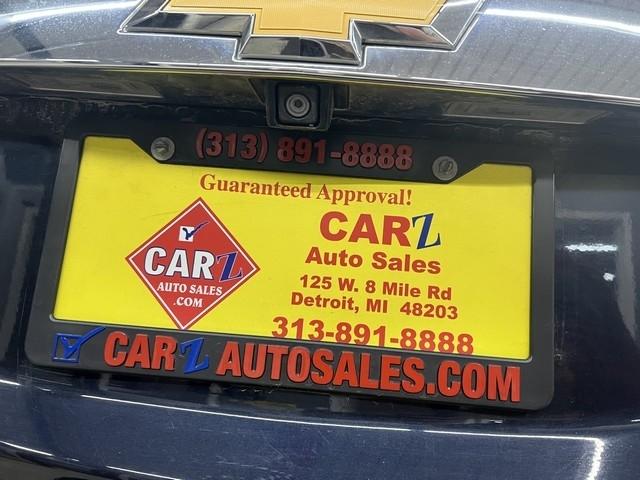 (313) 891-8888
Guaranteed Approval!
CARZ
AUTO SALES
.COM
CARZ
Auto Sales
125 W. 8 Mile Rd
Detroit, MI 48203
313-891-8888
CARZ AUTOSALES.COM